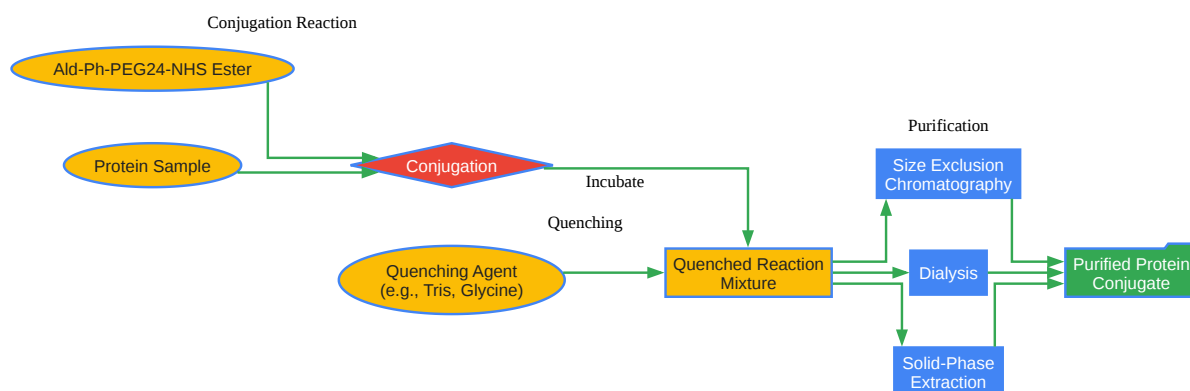 Conjugation Reaction
Ald-Ph-PEG24-NHS Ester
Protein Sample
Conjugation
Incubate
Quenching
Quenching Agent
(e.g., Tris, Glycine)
Quenched Reaction
Mixture
Purification
Size Exclusion
Chromatography
Dialysis
Solid-Phase
Extraction
Purified Protein
Conjugate